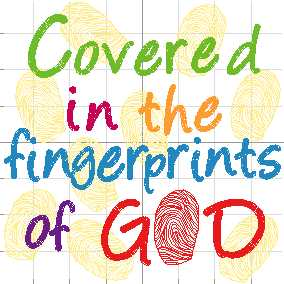 Covered
in the
fingerprints
of GOD